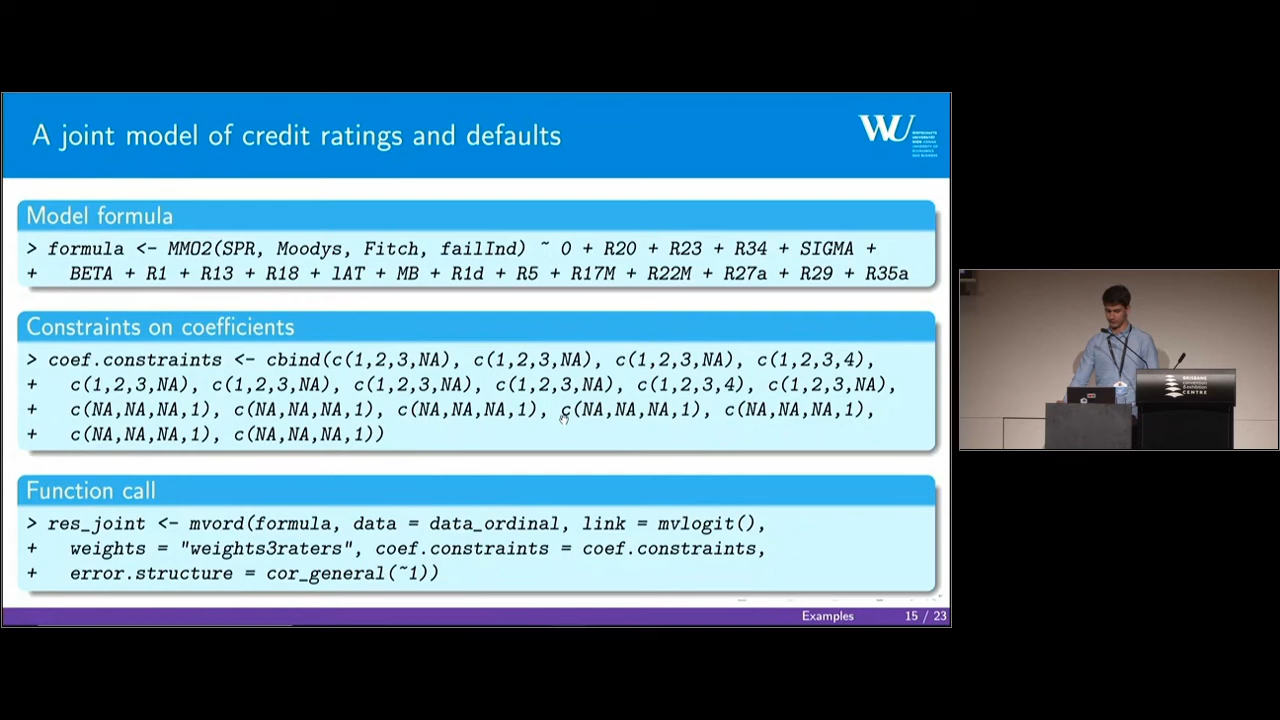 A joint model of credit ratings and defaults
WU
Model formula
> formula <- MMO2(SPR, Moodys, Fitch, failInd) ~ 0 + R20 + R23 + R34 + SIGMA +
+ BETA + R1 + R13 + R18 + lAT + MB + R1d + R5 + R17M + R22M + R27a + R29 + R35a
Constraints on coefficients
> coef.constraints <- cbind(c(1,2,3,NA), c(1,2,3,NA), c(1,2,3,NA), c(1,2,3,4),
+ c(1,2,3,NA), c(1,2,3,NA), c(1,2,3,NA), c(1,2,3,NA), c(1,2,3,4), c(1,2,3,NA),
+ c(NA,NA,NA,1), c(NA,NA,NA,1), c(NA,NA,NA,1), c(NA,NA,NA,1), c(NA,NA,NA,1),
+ c(NA,NA,NA,1), c(NA,NA,NA,1))
Function call
> res_joint <- mvord(formula, data = data_ordinal, link = mvlogit(),
+ weights = "weights3raters", coef.constraints = coef.constraints,
+ error.structure = cor_general(~1))
Examples 15 / 23
BRISBANE
CENTRE